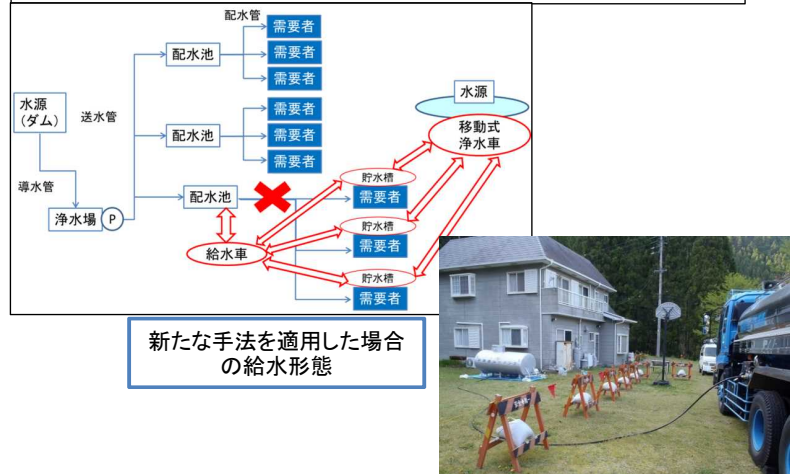 配水管
需要者
配水池
需要者
需要者
水源
(ダム)
送水管
需要者
配水池
需要者
需要者
水源
移動式
浄水車
導水管
浄水場
P
配水池
貯水槽
需要者
貯水槽
需要者
給水車
貯水槽
需要者
新たな手法を適用した場合
の給水形態